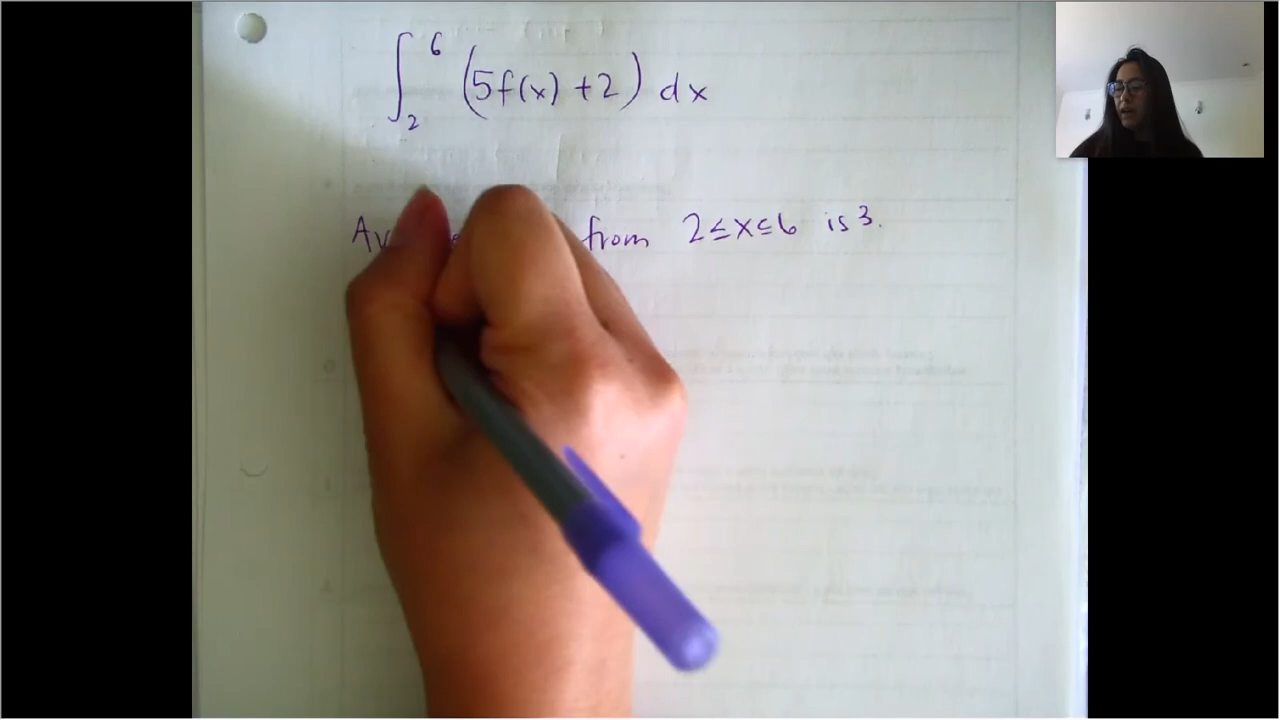 ∫₂⁶ (5f(x) + 2) dx
from 2≤x≤6 is 3.